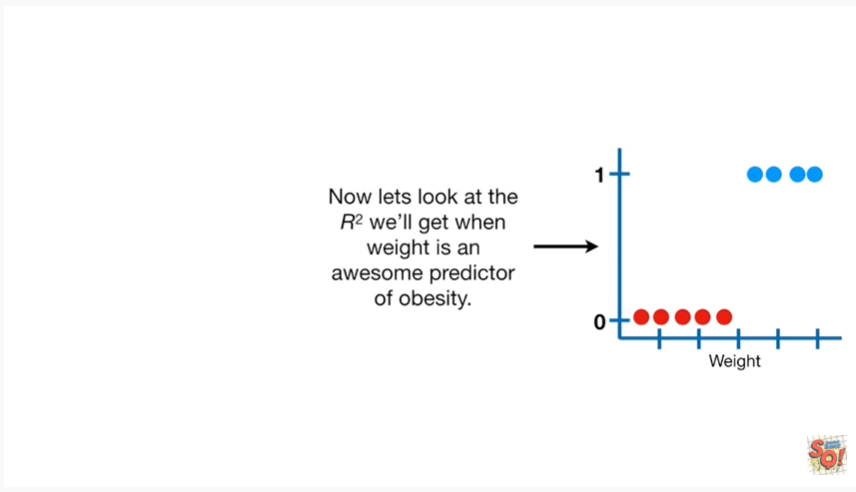 Now lets look at the
R² we'll get when
weight is an
awesome predictor
of obesity.
1
0
Weight
SQ!